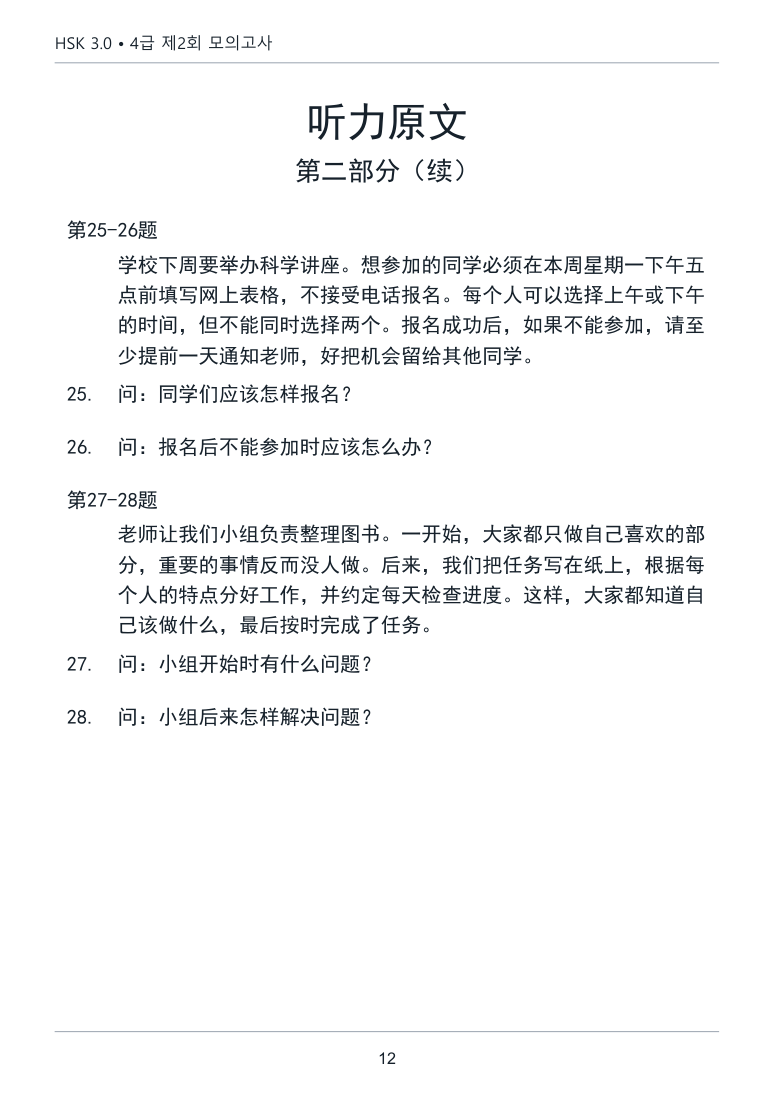 HSK 3.0 • 4급 제2회 모의고사
听力原文
第二部分（续）
第25-26题
学校下周要举办科学讲座。想参加的同学必须在本周星期一下午五
点前填写网上表格，不接受电话报名。每个人可以选择上午或下午
的时间，但不能同时选择两个。报名成功后，如果不能参加，请至
少提前一天通知老师，好把机会留给其他同学。
25. 问：同学们应该怎样报名？
26. 问：报名后不能参加时应该怎么办？
第27-28题
老师让我们小组负责整理图书。一开始，大家都只做自己喜欢的部
分，重要的事情反而没人做。后来，我们把任务写在纸上，根据每
个人的特点分好工作，并约定每天检查进度。这样，大家都知道自
己该做什么，最后按时完成了任务。
27. 问：小组开始时有什么问题？
28. 问：小组后来怎样解决问题？
12